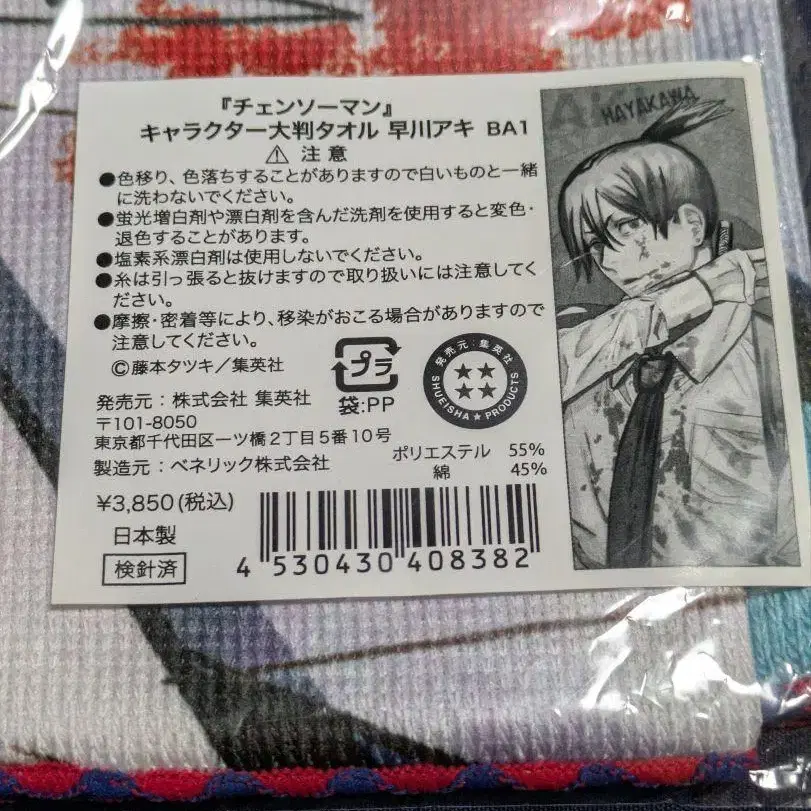 『チェンソーマン』
キャラクター大判タオル 早川アキ BA1
⚠ 注意
●色移り、色落ちすることがありますので白いものと一緒
に洗わないでください。
●蛍光増白剤や漂白剤を含んだ洗剤を使用すると変色・
退色することがあります。
●塩素系漂白剤は使用しないでください。
●糸は引っ張ると抜けますので取り扱いには注意してく
ださい。
●摩擦・密着等により、移染がおこる場合がありますので
注意してください。
©藤本タツキ/集英社
発売元:株式会社 集英社
〒101-8050
東京都千代田区一ツ橋2丁目5番10号
製造元:ベネリック株式会社
プラ
袋:PP
発売元:集英社
SHUEISHA★PRODUCTS
ポリエステル 55%
綿 45%
¥3,850(税込)
日本製
検針済
4 530430 408382
AKI
HAYAKAWA